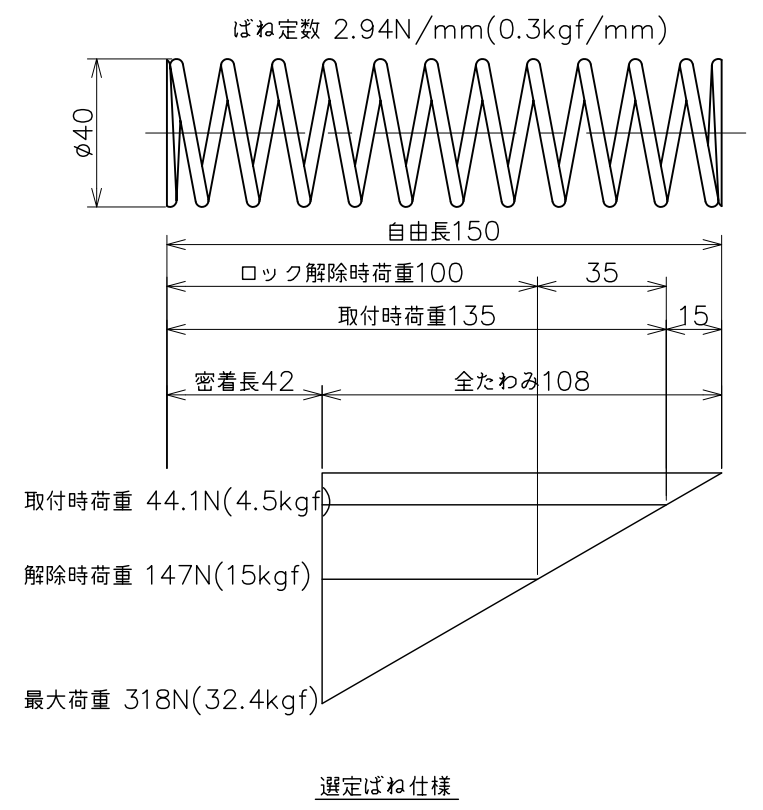 ばね定数 2.94N/mm(0.3kgf/mm)
φ40
自由長150
ロック解除時荷重100
35
取付時荷重135
15
密着長42
全たわみ108
取付時荷重 44.1N(4.5kgf)
解除時荷重 147N(15kgf)
最大荷重 318N(32.4kgf)
選定ばね仕様